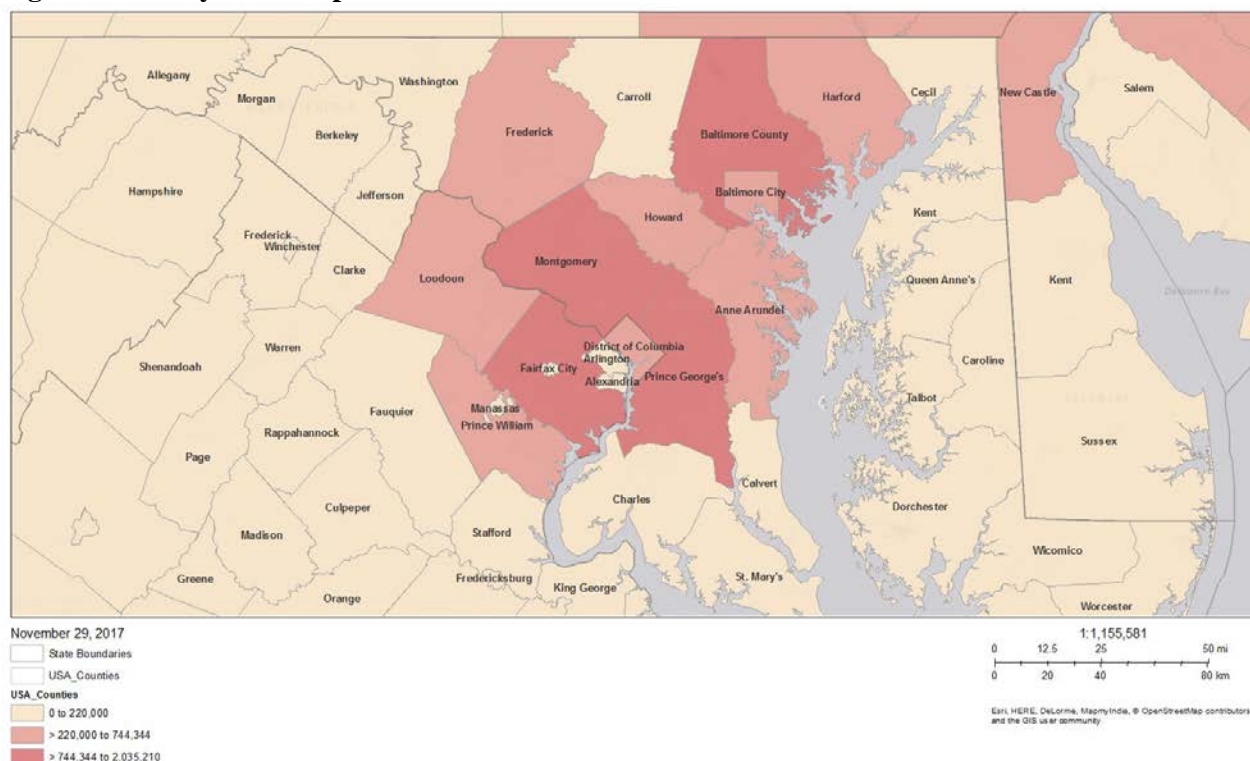 Allegany
Morgan
Washington
Frederick
Carroll
Baltimore County
Harford
Cecil
New Castle
Salem
Berkeley
Hampshire
Jefferson
Baltimore City
Howard
Kent
Frederick
Winchester
Clarke
Loudoun
Montgomery
Queen Anne's
Kent
Delaware Bay
Anne Arundel
Warren
Shenandoah
District of Columbia
Arlington
Fairfax City
Alexandria
Prince George's
Caroline
Talbot
Fauquier
Manassas
Prince William
Rappahannock
Page
Sussex
Calvert
Charles
Culpeper
Madison
Stafford
Dorchester
Wicomico
Greene
Fredericksburg
King George
St. Mary's
Orange
Worcester
November 29, 2017
State Boundaries
USA_Counties
USA_Counties
0 to 220,000
> 220,000 to 744,344
> 744,344 to 2,035,210
1:1,155,581
0 12.5 25 50 mi
0 20 40 80 km
Esri, HERE, DeLorme, MapmyIndia, © OpenStreetMap contributors
and the GIS user community